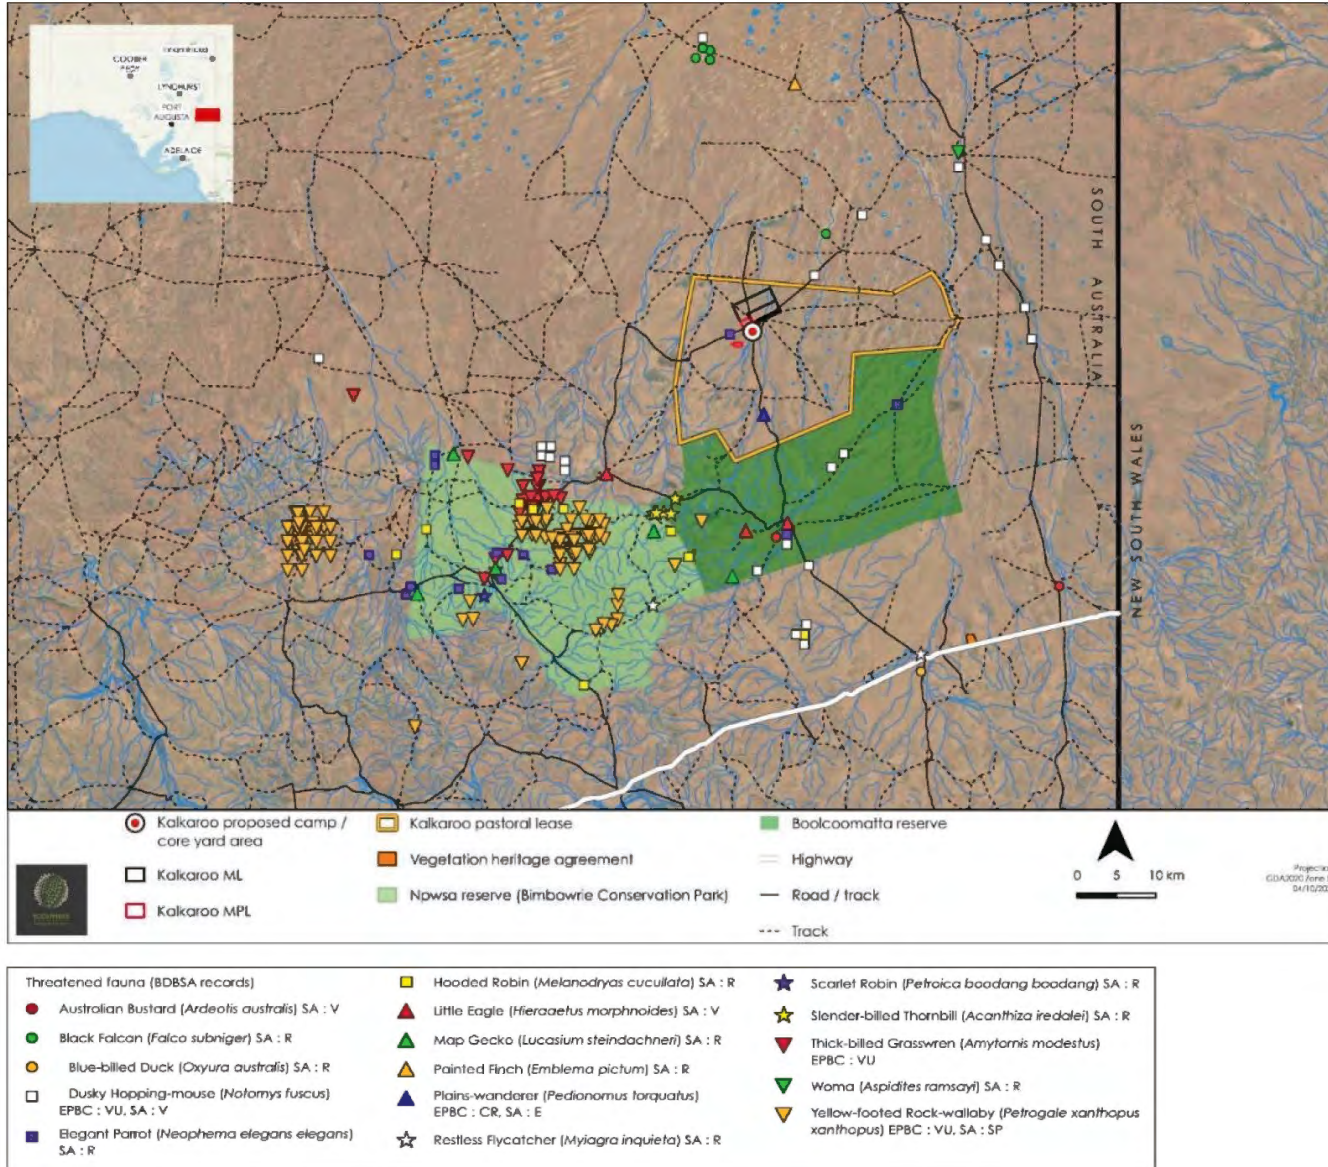 COOBER PEDY
LYNDHURST
PORT AUGUSTA
ADELAIDE
SOUTH AUSTRALIA
NEW SOUTH WALES
Kalkaroo proposed camp /
core yard area
Kalkaroo ML
Kalkaroo MPL
Kalkaroo pastoral lease
Vegetation heritage agreement
Npwsa reserve (Bimbowrie Conservation Park)
Boolcoomatta reserve
Highway
Road / track
Track
0 5 10 km
Threatened fauna (BDBSA records)
Australian Bustard (Ardeotis australis) SA : V
Black Falcon (Falco subniger) SA : R
Blue-billed Duck (Oxyura australis) SA : R
Dusky Hopping-mouse (Notomys fuscus)
EPBC : VU, SA : V
Elegant Parrot (Neophema elegans elegans)
SA : R
Hooded Robin (Melanodryas cucullata) SA : R
Little Eagle (Hieraaetus morphnoides) SA : V
Map Gecko (Lucasium steindachneri) SA : R
Painted Finch (Emblema pictum) SA : R
Plains-wanderer (Pedionomus torquatus)
EPBC : CR, SA : E
Restless Flycatcher (Myiagra inquieta) SA : R
Scarlet Robin (Petroica boodang boodang) SA : R
Slender-billed Thornbill (Acanthiza iredalei) SA : R
Thick-billed Grasswren (Amytornis modestus)
EPBC : VU
Woma (Aspidites ramsayi) SA : R
Yellow-footed Rock-wallaby (Petrogale xanthopus
xanthopus) EPBC : VU, SA : SP